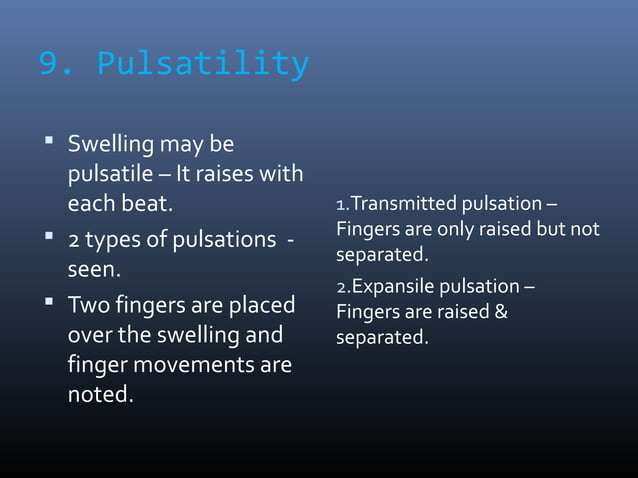 9. Pulsatility
▪ Swelling may be
pulsatile – It raises with
each beat.
▪ 2 types of pulsations -
seen.
▪ Two fingers are placed
over the swelling and
finger movements are
noted.
1.Transmitted pulsation –
Fingers are only raised but not
separated.
2.Expansile pulsation –
Fingers are raised &
separated.